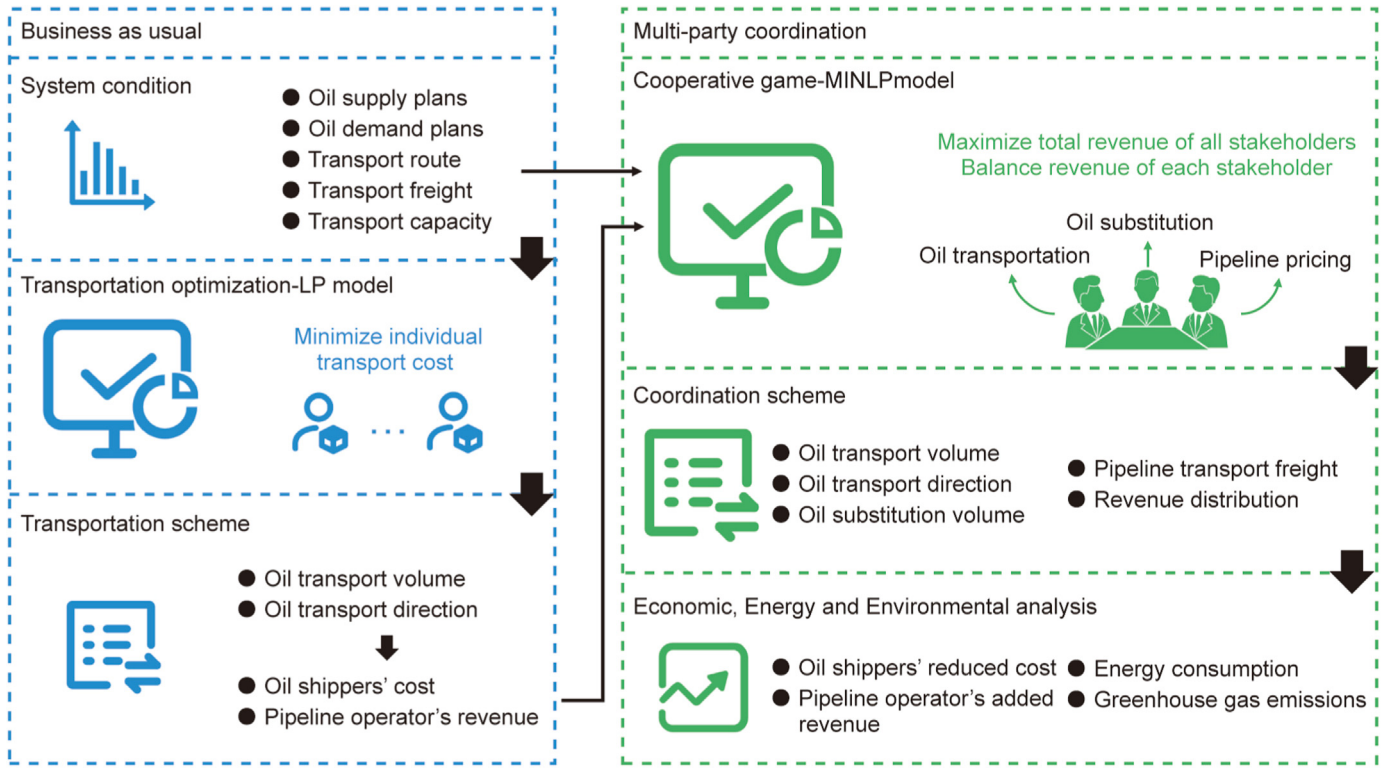 Business as usual
System condition
● Oil supply plans
● Oil demand plans
● Transport route
● Transport freight
● Transport capacity
Transportation optimization-LP model
Minimize individual
transport cost
...
Transportation scheme
● Oil transport volume
● Oil transport direction
● Oil shippers’ cost
● Pipeline operator’s revenue
Multi-party coordination
Cooperative game-MINLPmodel
Maximize total revenue of all stakeholders
Balance revenue of each stakeholder
Oil substitution
Oil transportation
Pipeline pricing
Coordination scheme
● Oil transport volume
● Oil transport direction
● Oil substitution volume
● Pipeline transport freight
● Revenue distribution
Economic, Energy and Environmental analysis
● Oil shippers’ reduced cost
● Pipeline operator’s added
revenue
● Energy consumption
● Greenhouse gas emissions